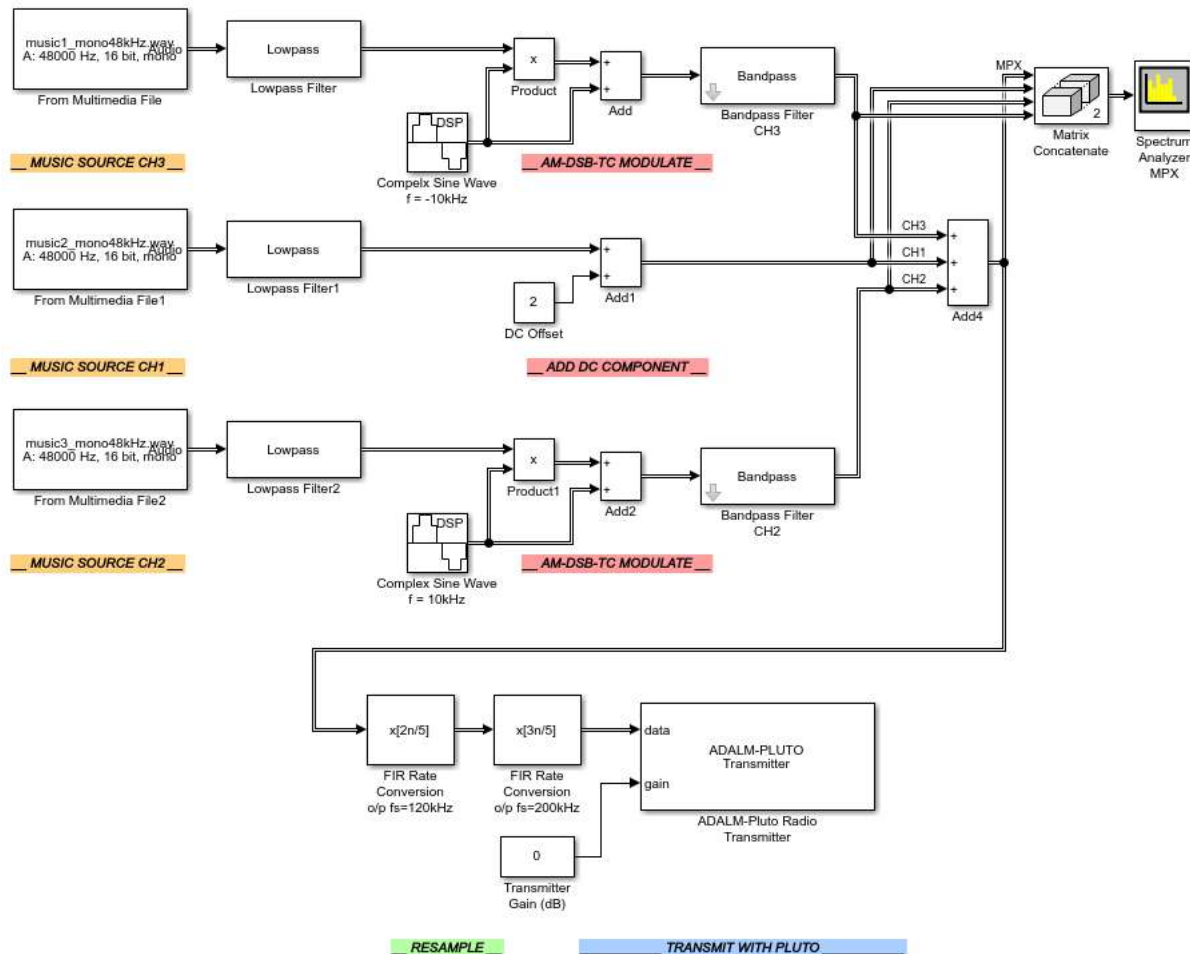 music1_mono48kHz.wav
Audio
A: 48000 Hz, 16 bit, mono
From Multimedia File
Lowpass
Lowpass Filter
x
Product
+
+
Add
Bandpass
Bandpass Filter
CH3
MPX
2
Matrix
Concatenate
Spectrum
Analyzer
MPX
DSP
Compelx Sine Wave
f = -10kHz
__ MUSIC SOURCE CH3 __
__ AM-DSB-TC MODULATE __
music2_mono48kHz.wav
Audio
A: 48000 Hz, 16 bit, mono
From Multimedia File1
Lowpass
Lowpass Filter1
+
+
Add1
2
DC Offset
CH3
+
CH1
+
CH2
+
Add4
__ MUSIC SOURCE CH1 __
__ ADD DC COMPONENT __
music3_mono48kHz.wav
Audio
A: 48000 Hz, 16 bit, mono
From Multimedia File2
Lowpass
Lowpass Filter2
x
Product1
+
+
Add2
Bandpass
Bandpass Filter
CH2
DSP
Complex Sine Wave
f = 10kHz
__ MUSIC SOURCE CH2 __
__ AM-DSB-TC MODULATE __
x[2n/5]
FIR Rate
Conversion
o/p fs=120kHz
x[3n/5]
FIR Rate
Conversion
o/p fs=200kHz
data
gain
ADALM-PLUTO
Transmitter
ADALM-Pluto Radio
Transmitter
0
Transmitter
Gain (dB)
__ RESAMPLE __
__________ TRANSMIT WITH PLUTO __________